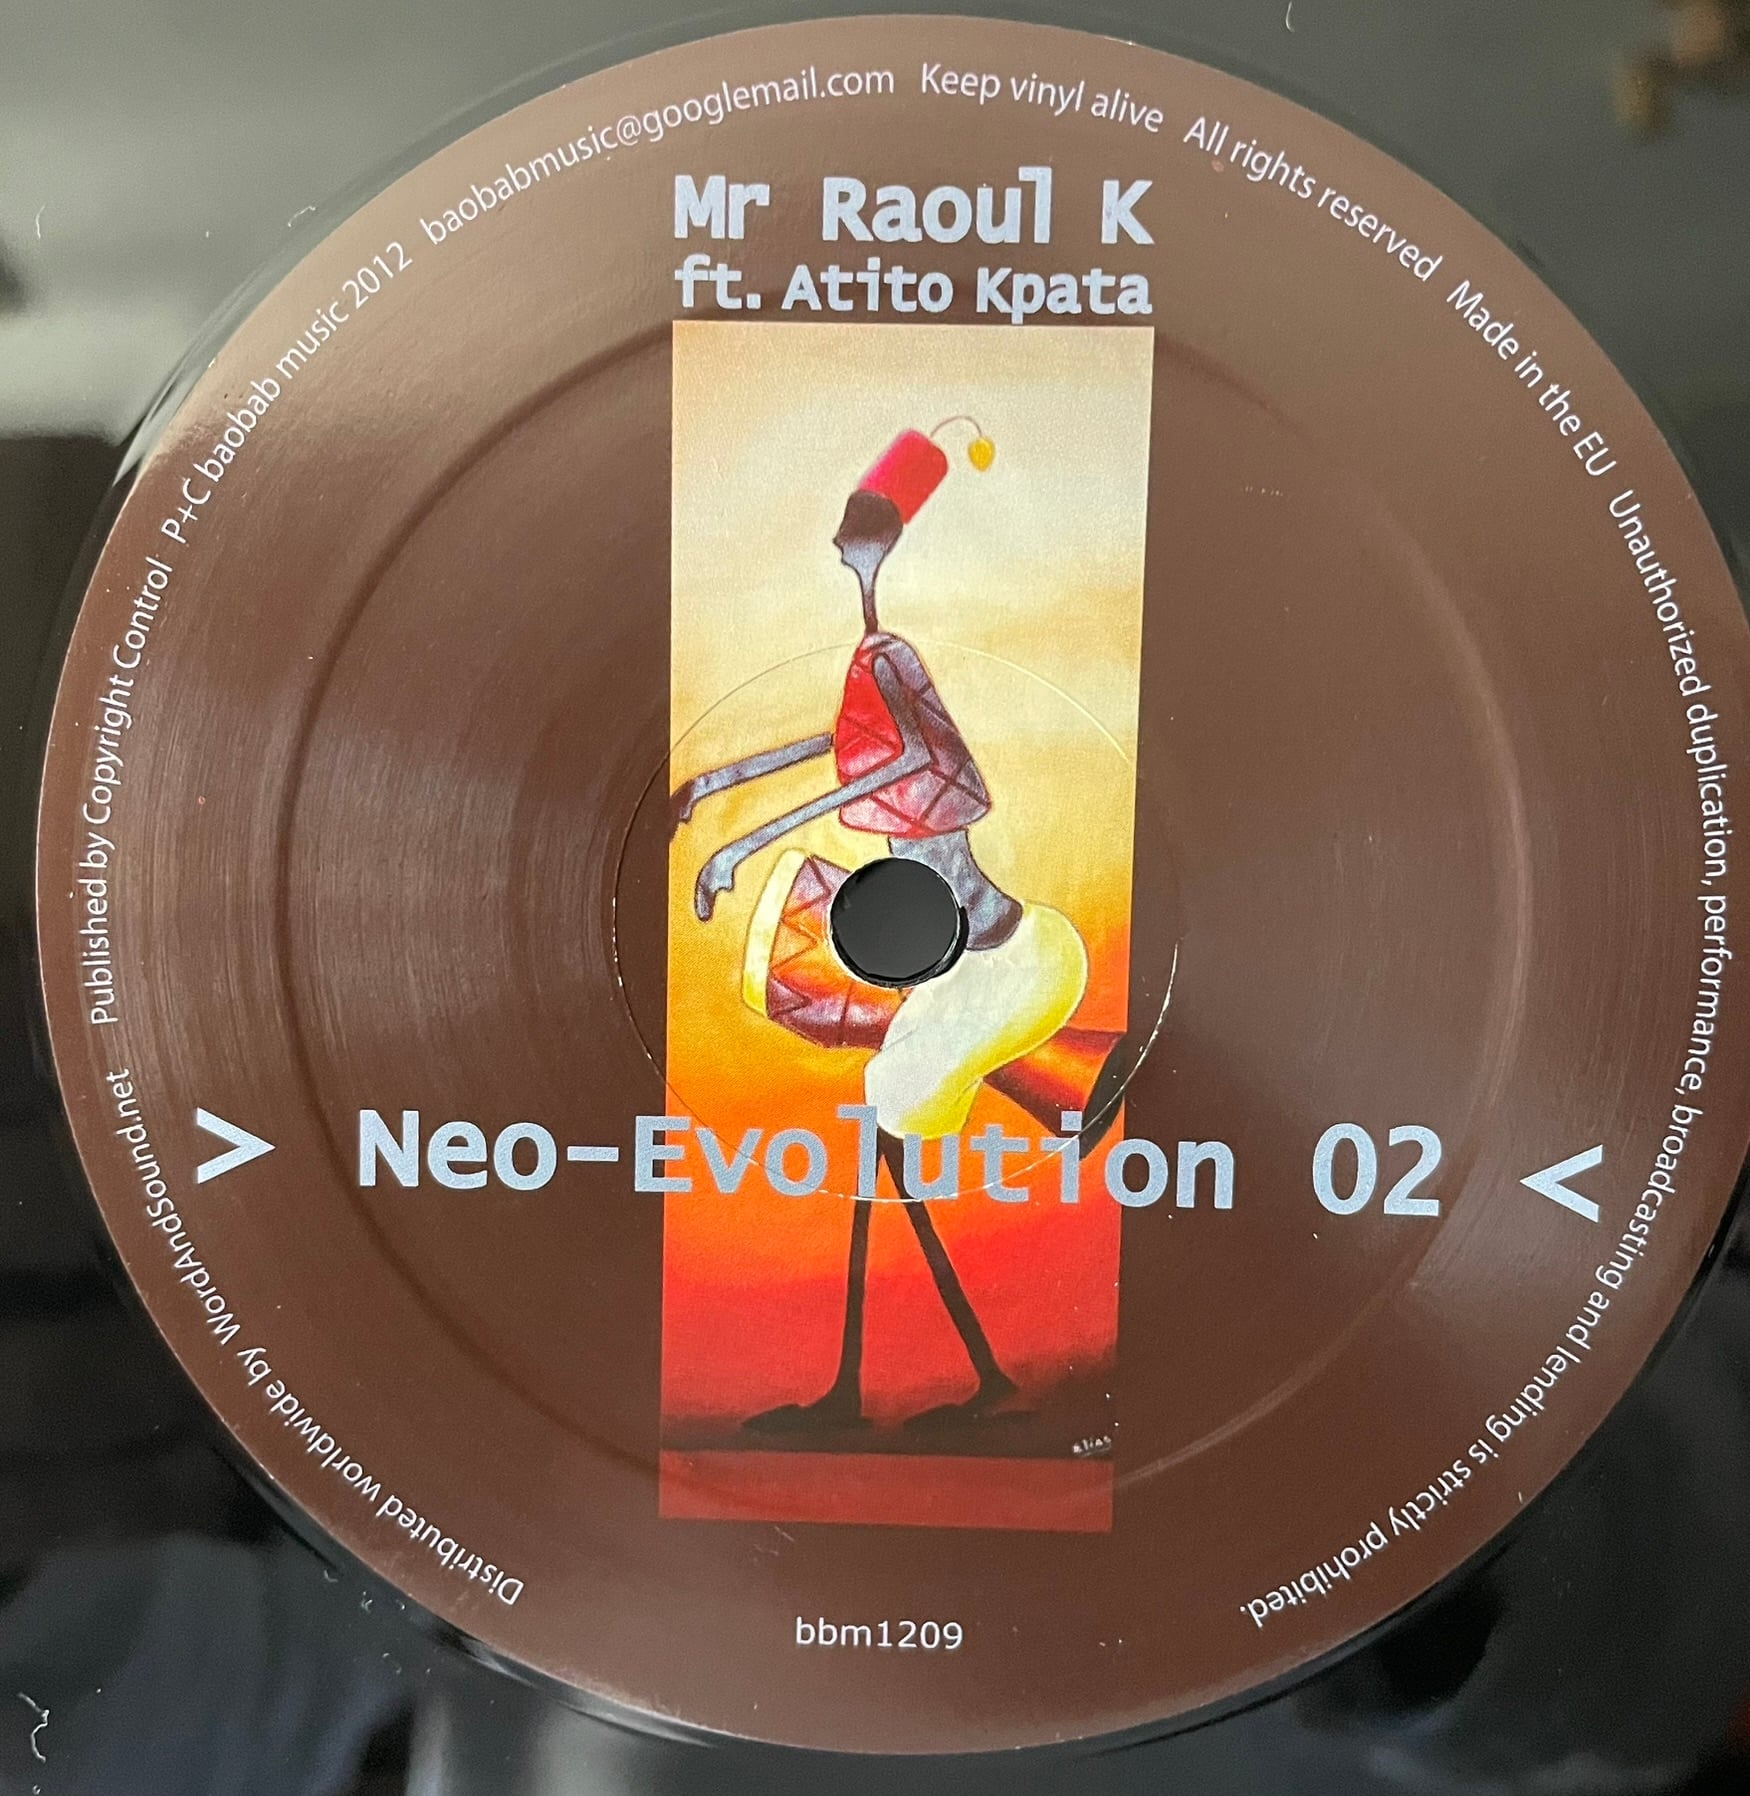 Mr Raoul K
ft. Atito Kpata
> Neo-Evolution 02 <
alias
bbm1209
Distributed worldwide by WordAndSound.net Published by Copyright Control P+C baobab music 2012 baobabmusic@googlemail.com Keep vinyl alive All rights reserved Made in the EU Unauthorized duplication, performance, broadcasting and lending is strictly prohibited.